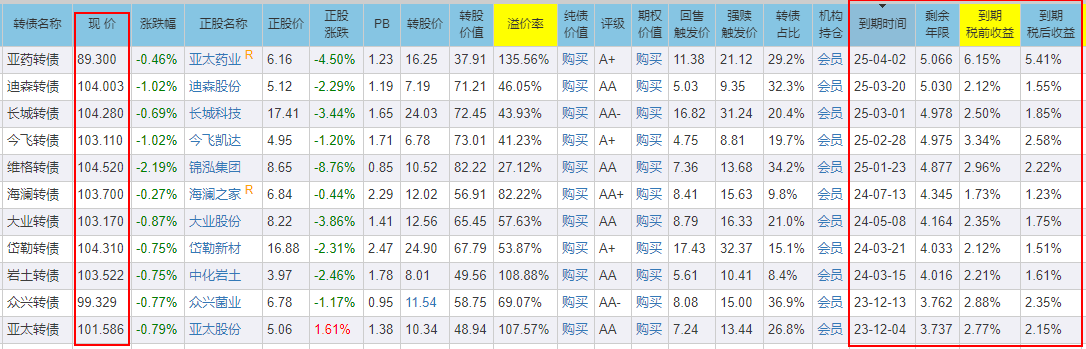 转债名称 现 价 涨跌幅 正股名称 正股价 正股涨跌 PB 转股价 转股价值 溢价率 纯债价值 评级 期权价值 回售触发价 强赎触发价 转债占比 机构持仓 到期时间 剩余年限 到期税前收益 到期税后收益
亚药转债 89.300 -0.46% 亚太药业 R 6.16 -4.50% 1.23 16.25 37.91 135.56% 购买 A+ 购买 11.38 21.12 29.2% 会员 25-04-02 5.066 6.15% 5.41%
迪森转债 104.003 -1.02% 迪森股份 5.12 -2.29% 1.19 7.19 71.21 46.05% 购买 AA 购买 5.03 9.35 32.3% 会员 25-03-20 5.030 2.12% 1.55%
长城转债 104.280 -0.69% 长城科技 17.41 -3.44% 1.65 24.03 72.45 43.93% 购买 AA- 购买 16.82 31.24 20.4% 会员 25-03-01 4.978 2.50% 1.85%
今飞转债 103.110 -1.02% 今飞凯达 4.95 -1.20% 1.71 6.78 73.01 41.23% 购买 A+ 购买 4.75 8.81 19.7% 会员 25-02-28 4.975 3.34% 2.58%
维格转债 104.520 -2.19% 锦泓集团 8.65 -8.76% 0.85 10.52 82.22 27.12% 购买 AA 购买 7.36 13.68 34.2% 会员 25-01-23 4.877 2.96% 2.22%
海澜转债 103.700 -0.27% 海澜之家 R 6.84 -0.44% 2.29 12.02 56.91 82.22% 购买 AA+ 购买 8.41 15.63 9.8% 会员 24-07-13 4.345 1.73% 1.23%
大业转债 103.170 -0.87% 大业股份 8.22 -3.86% 1.41 12.56 65.45 57.63% 购买 AA 购买 8.79 16.33 21.0% 会员 24-05-08 4.164 2.35% 1.75%
岱勒转债 104.310 -0.75% 岱勒新材 16.88 -2.31% 2.47 24.90 67.79 53.87% 购买 A+ 购买 17.43 32.37 15.1% 会员 24-03-21 4.033 2.12% 1.51%
岩土转债 103.522 -0.75% 中化岩土 3.97 -2.46% 1.78 8.01 49.56 108.88% 购买 AA 购买 5.61 10.41 8.4% 会员 24-03-15 4.016 2.21% 1.61%
众兴转债 99.329 -0.77% 众兴菌业 6.78 -1.17% 0.95 11.54 58.75 69.07% 购买 AA- 购买 8.08 15.00 36.9% 会员 23-12-13 3.762 2.88% 2.35%
亚太转债 101.586 -0.79% 亚太股份 5.06 1.61% 1.38 10.34 48.94 107.57% 购买 AA 购买 7.24 13.44 26.8% 会员 23-12-04 3.737 2.77% 2.15%